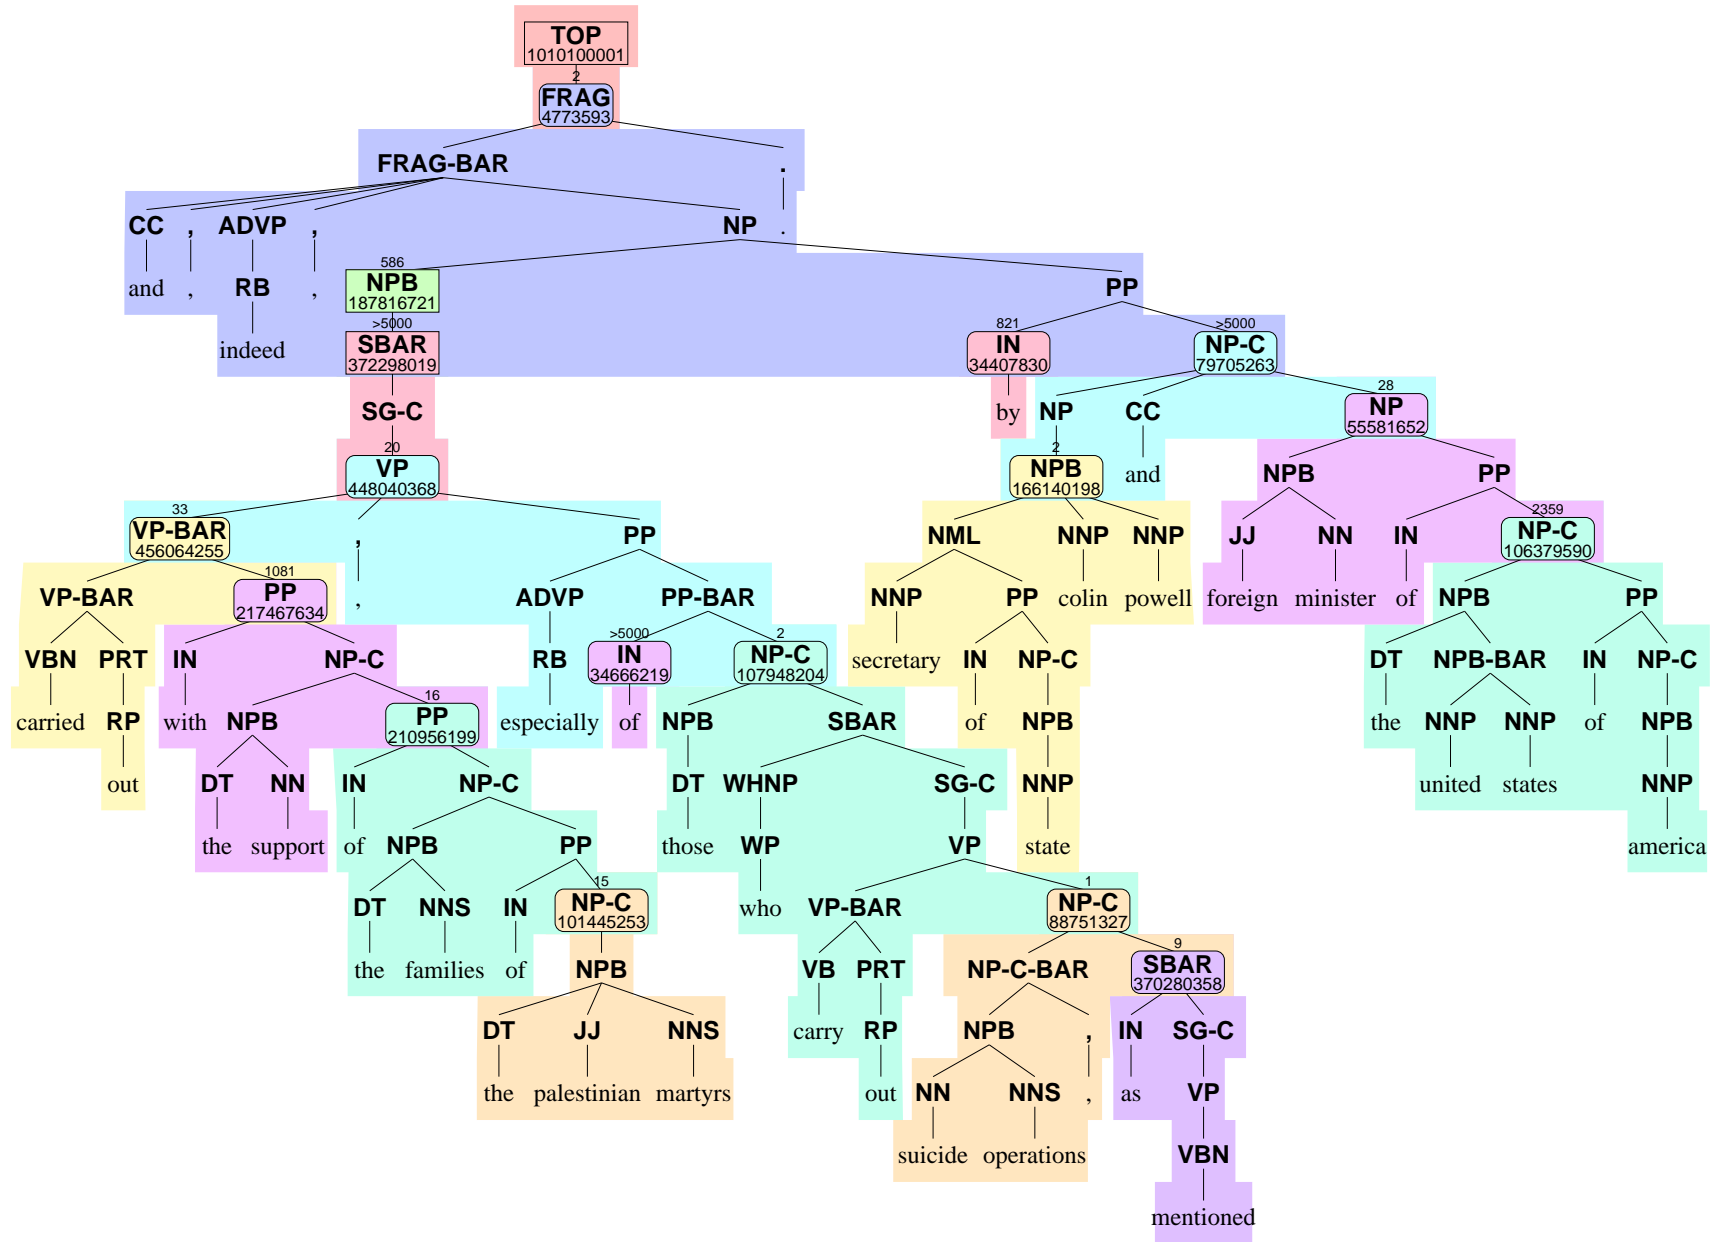 TOP
1010100001
2
FRAG
4773593
FRAG-BAR .
CC , ADVP , NP .
586
and , RB , NPB PP
187816721
>5000 821 >5000
indeed SBAR IN NP-C
372298019 34407830 79705263
28
SG-C by NP CC NP
55581652
20 2
VP NPB and NPB PP
448040368 166140198
33 2359
VP-BAR , PP NML NNP NNP JJ NN IN NP-C
456064255 106379590
1081
VP-BAR PP , ADVP PP-BAR NNP PP colin powell foreign minister of NPB PP
217467634
>5000 2
VBN PRT IN NP-C RB IN NP-C secretary IN NP-C DT NPB-BAR IN NP-C
34666219 107948204
16
carried RP with NPB PP especially of NPB SBAR of NPB the NNP NNP of NPB
210956199
out DT NN IN NP-C DT WHNP SG-C NNP united states NNP
the support of NPB PP those WP VP state america
15 1
DT NNS IN NP-C who VP-BAR NP-C
101445253 88751327
9
the families of NPB VB PRT NP-C-BAR SBAR
370280358
DT JJ NNS carry RP NPB , IN SG-C
the palestinian martyrs out NN NNS , as VP
suicide operations VBN
mentioned